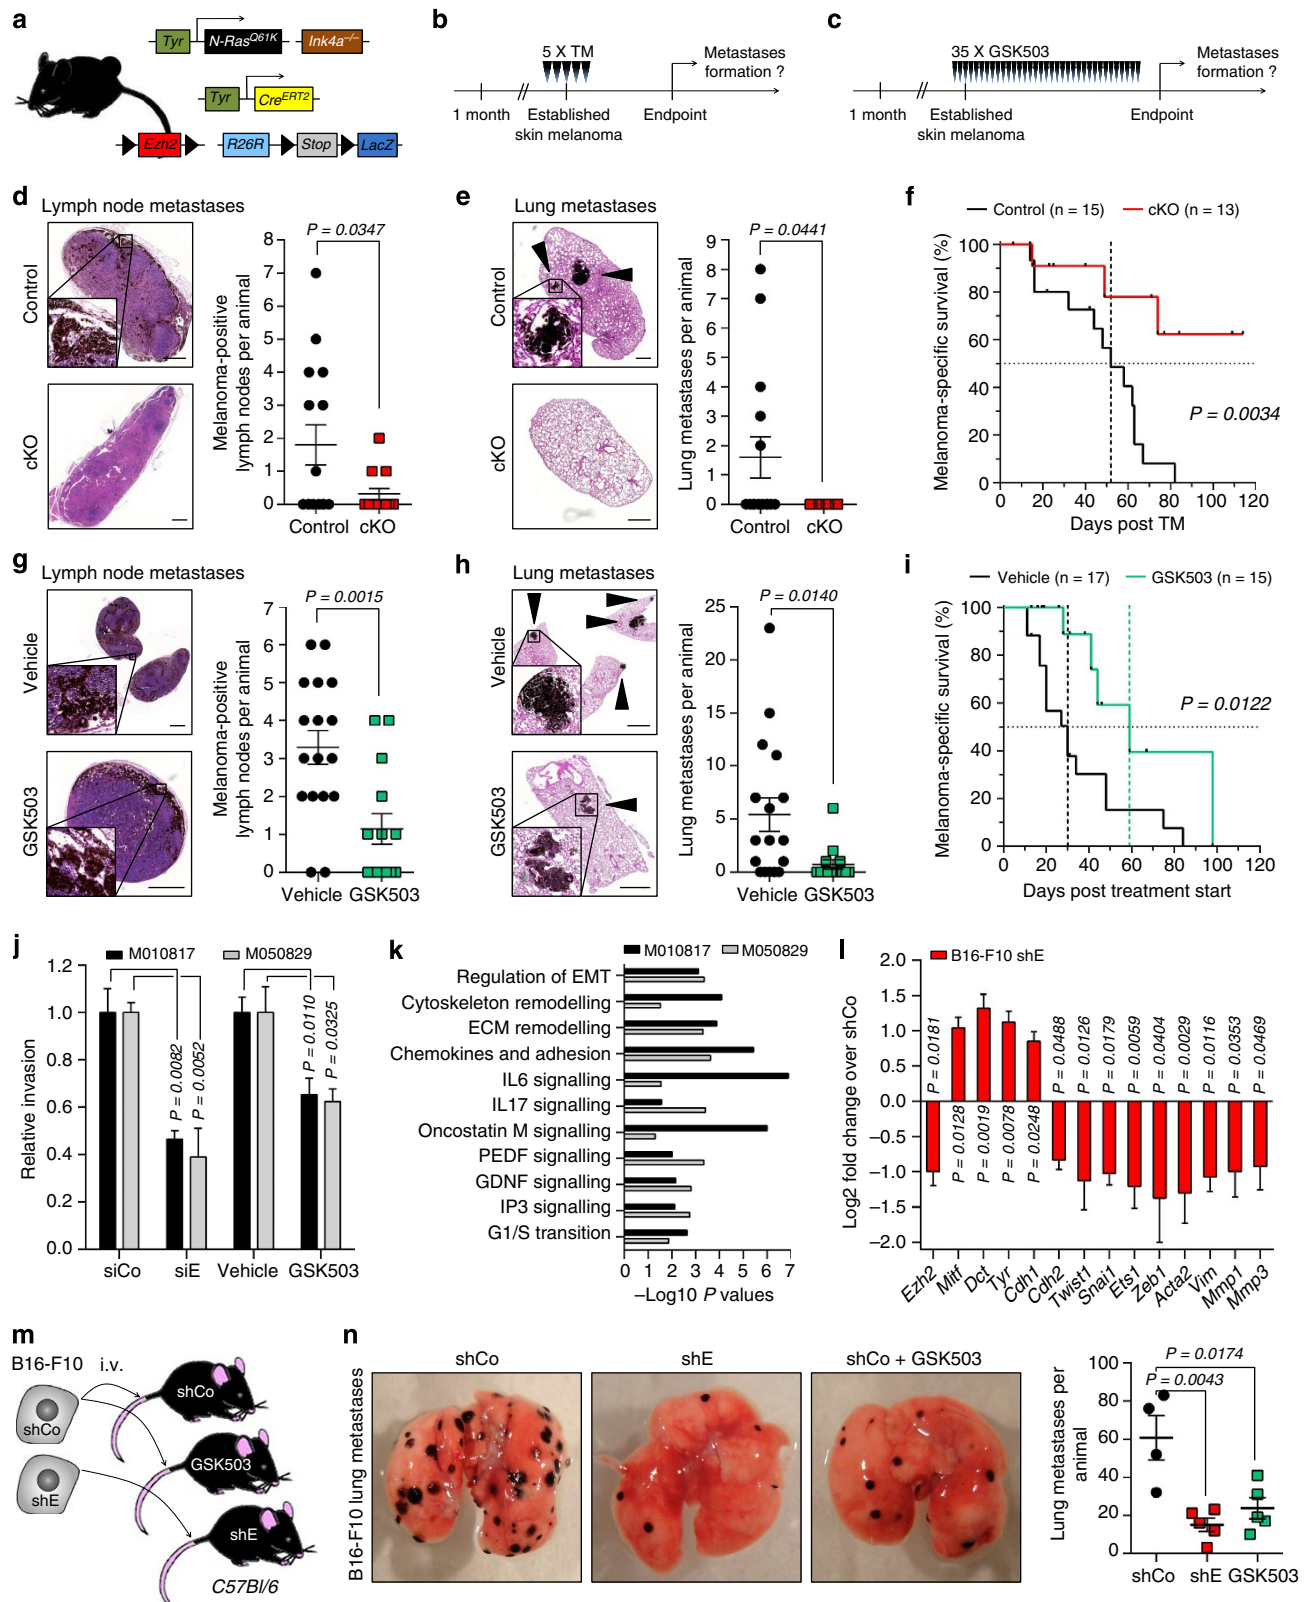 a
Tyr
N-Ras^Q61K
Ink4a^−/−
Tyr
Cre^ERT2
Ezh2
R26R
Stop
LacZ
b
5 X TM
Metastases
formation ?
1 month
Established
skin melanoma
Endpoint
c
35 X GSK503
Metastases
formation ?
1 month
Established
skin melanoma
Endpoint
d
Lymph node metastases
Control
cKO
Melanoma-positive
lymph nodes per animal
P = 0.0347
8
7
6
5
4
3
2
1
0
Control cKO
e
Lung metastases
Control
cKO
Lung metastases per animal
P = 0.0441
9
8
7
6
5
4
3
2
1
0
Control cKO
f
Control (n = 15)
cKO (n = 13)
Melanoma-specific survival (%)
100
80
60
40
20
0
P = 0.0034
0 20 40 60 80 100 120
Days post TM
g
Lymph node metastases
Vehicle
GSK503
Melanoma-positive
lymph nodes per animal
P = 0.0015
7
6
5
4
3
2
1
0
Vehicle GSK503
h
Lung metastases
Vehicle
GSK503
Lung metastases per animal
P = 0.0140
25
20
15
10
5
0
Vehicle GSK503
i
Vehicle (n = 17)
GSK503 (n = 15)
Melanoma-specific survival (%)
100
80
60
40
20
0
P = 0.0122
0 20 40 60 80 100 120
Days post treatment start
j
M010817
M050829
Relative invasion
1.2
1.0
0.8
0.6
0.4
0.2
0.0
P = 0.0082
P = 0.0052
P = 0.0110
P = 0.0325
siCo siE Vehicle GSK503
k
M010817
M050829
Regulation of EMT
Cytoskeleton remodelling
ECM remodelling
Chemokines and adhesion
IL6 signalling
IL17 signalling
Oncostatin M signalling
PEDF signalling
GDNF signalling
IP3 signalling
G1/S transition
0 1 2 3 4 5 6 7
−Log10 P values
l
B16-F10 shE
Log2 fold change over shCo
2.0
1.5
1.0
0.5
0.0
−0.5
−1.0
−1.5
−2.0
P = 0.0181
P = 0.0128
P = 0.0019
P = 0.0078
P = 0.0248
P = 0.0488
P = 0.0126
P = 0.0179
P = 0.0059
P = 0.0404
P = 0.0029
P = 0.0116
P = 0.0353
P = 0.0469
Ezh2
Mitf
Dct
Tyr
Cdh1
Cdh2
Twist1
Snai1
Ets1
Zeb1
Acta2
Vim
Mmp1
Mmp3
m
B16-F10
i.v.
shCo
shCo
GSK503
shE
shE
C57Bl/6
n
B16-F10 lung metastases
shCo
shE
shCo + GSK503
Lung metastases per
animal
P = 0.0174
P = 0.0043
100
80
60
40
20
0
shCo shE GSK503